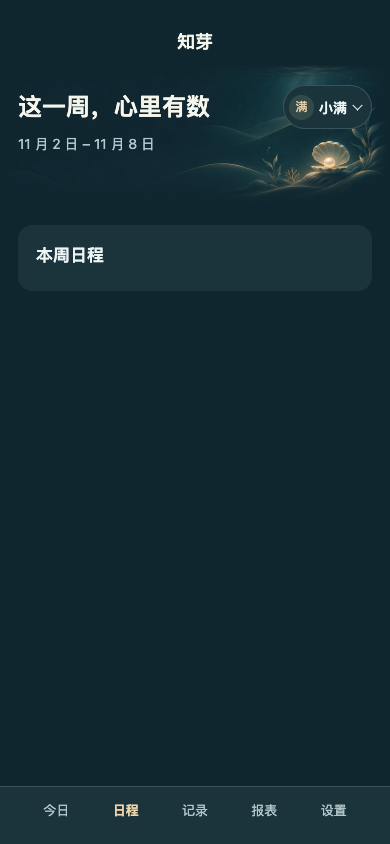 知芽
这一周，心里有数
满 小满
11 月 2 日 – 11 月 8 日
本周日程
今日 日程 记录 报表 设置